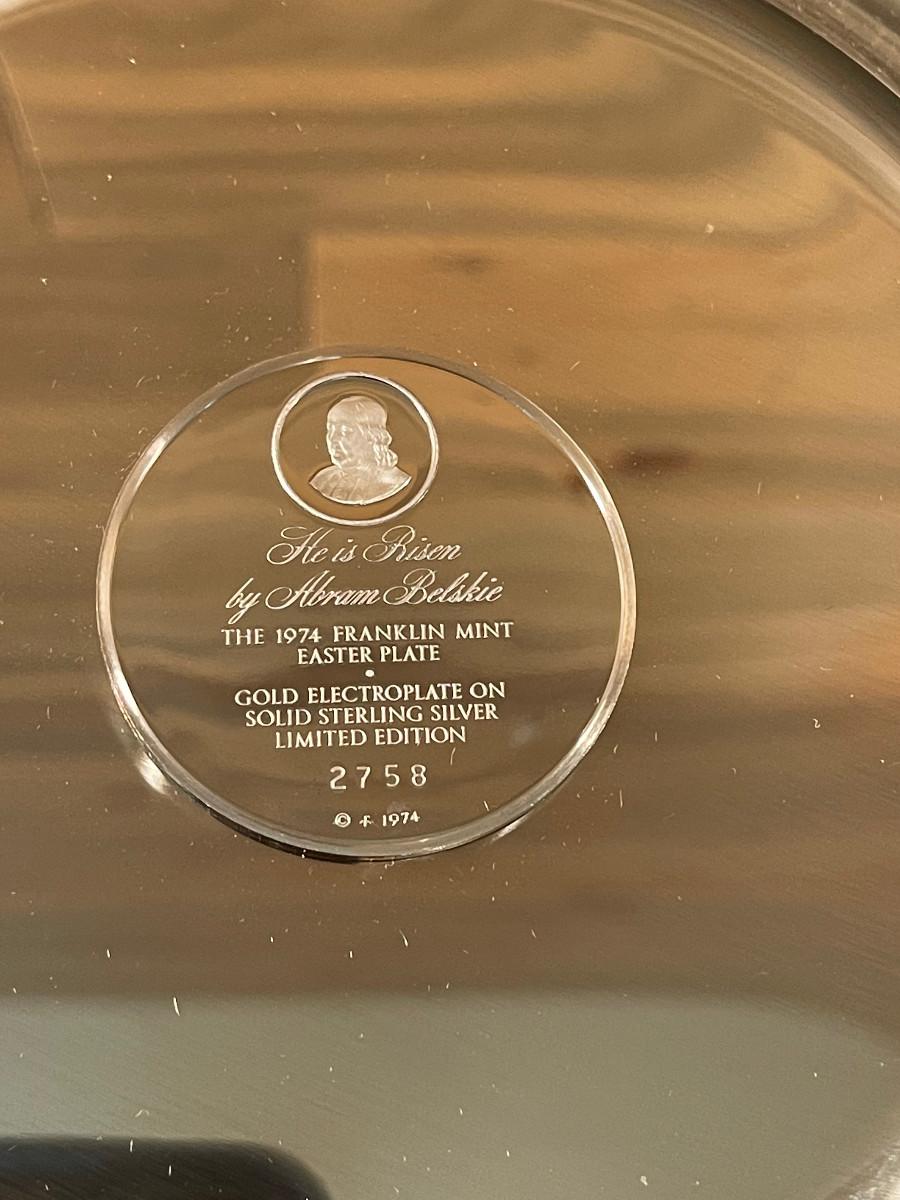 He is Risen
by Abram Belskie
THE 1974 FRANKLIN MINT
EASTER PLATE
•
GOLD ELECTROPLATE ON
SOLID STERLING SILVER
LIMITED EDITION
2758
© F 1974